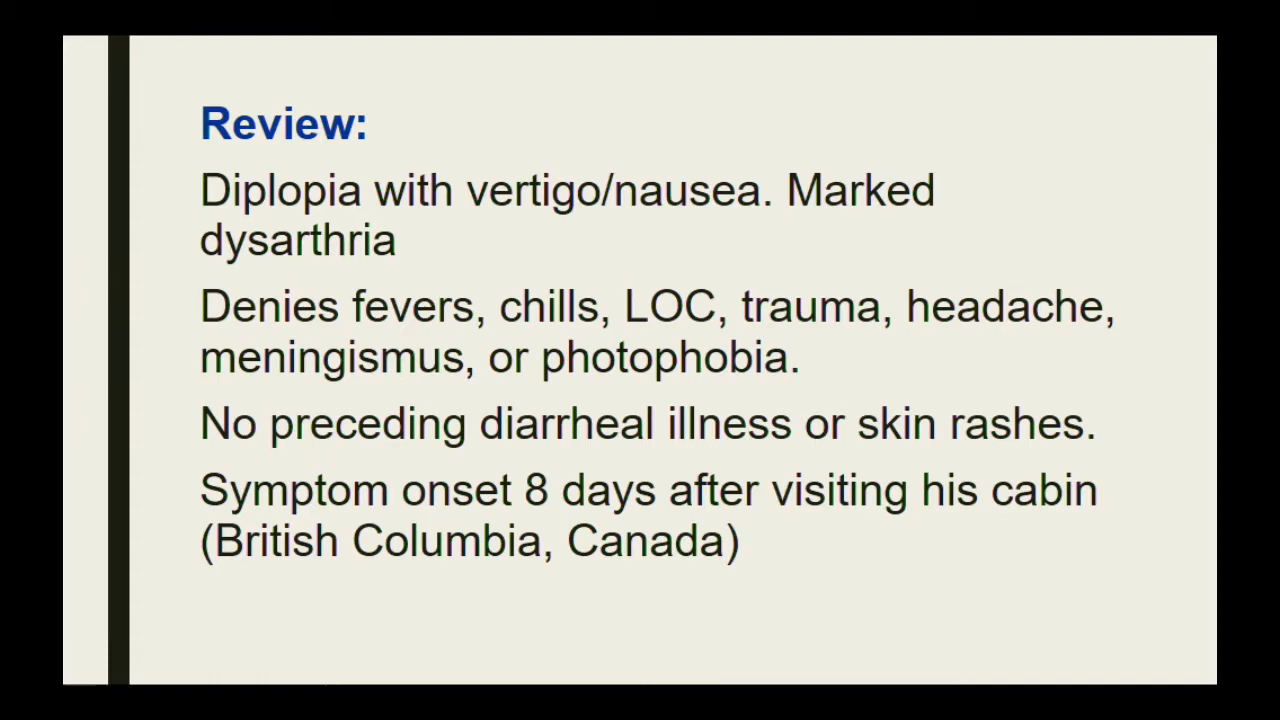 Review:
Diplopia with vertigo/nausea. Marked
dysarthria
Denies fevers, chills, LOC, trauma, headache,
meningismus, or photophobia.
No preceding diarrheal illness or skin rashes.
Symptom onset 8 days after visiting his cabin
(British Columbia, Canada)